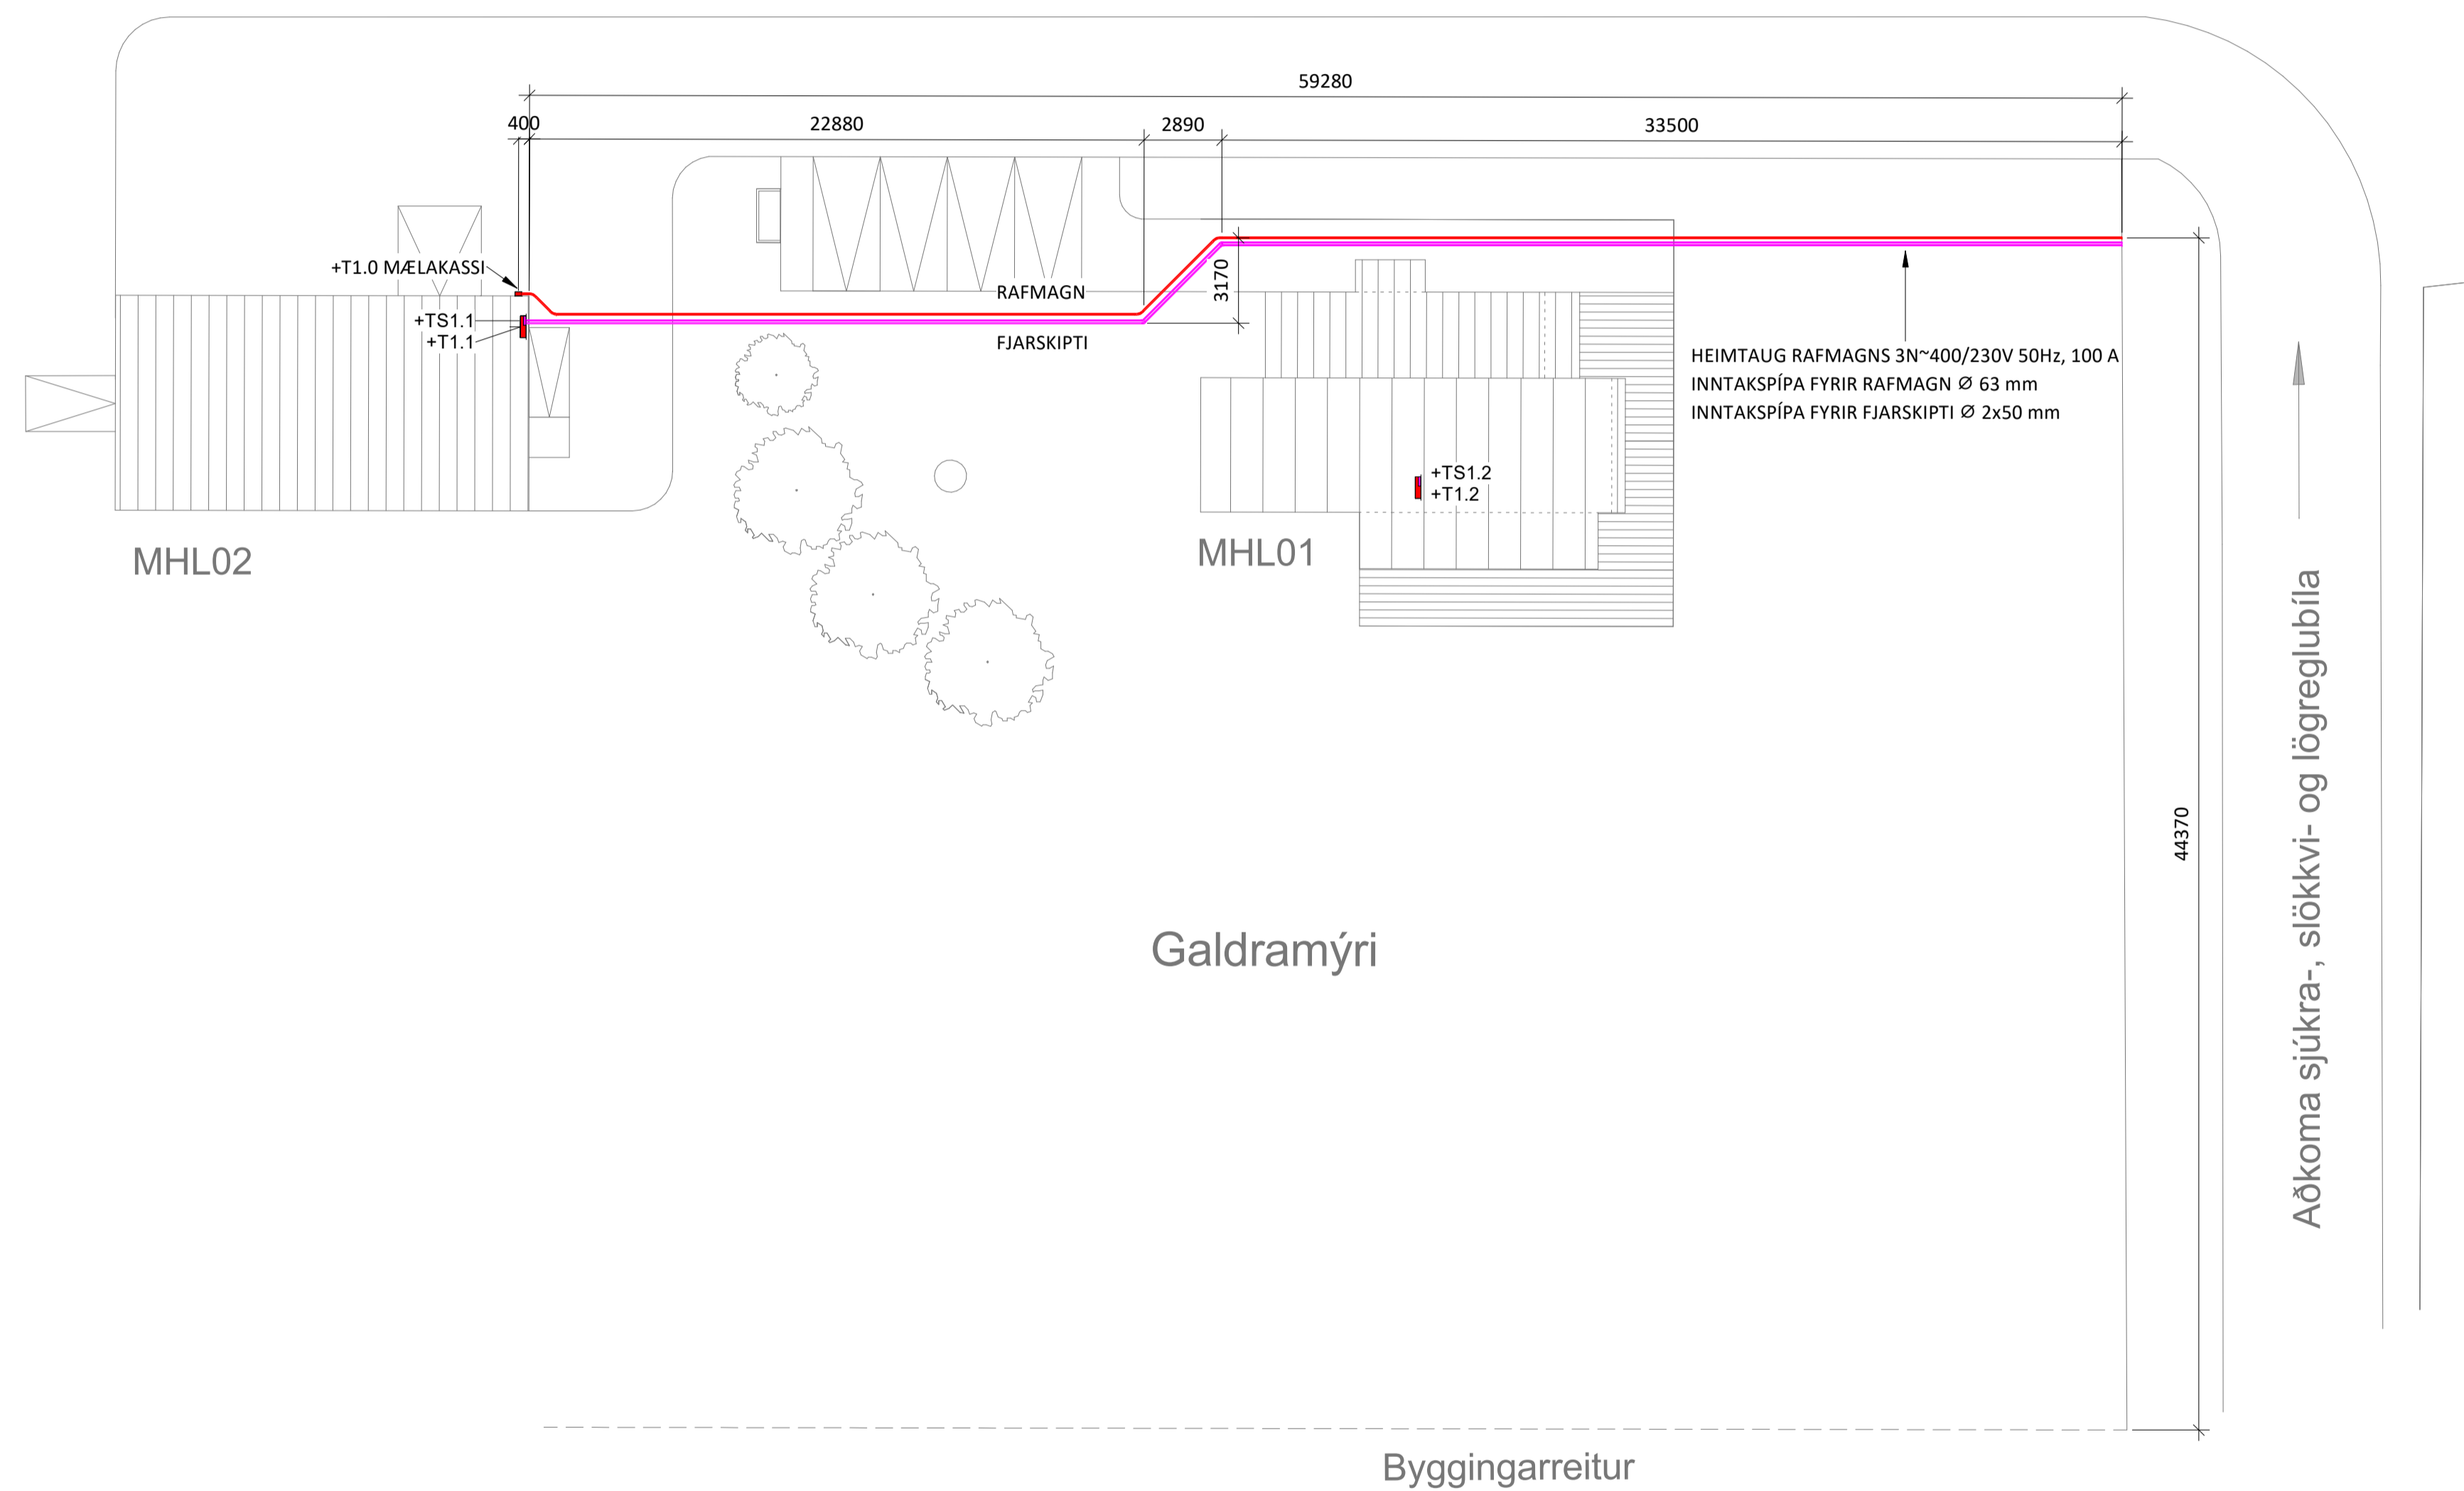 59280
400
22880
2890
33500
+T1.0 MÆLAKASSI
RAFMAGN
3170
+TS1.1
+T1.1
FJARSKIPTI
HEIMTAUG RAFMAGNS 3N~400/230V 50Hz, 100 A
INNTAKSPÍPA FYRIR RAFMAGN Ø 63 mm
INNTAKSPÍPA FYRIR FJARSKIPTI Ø 2x50 mm
+TS1.2
+T1.2
MHL02
MHL01
44370
Aðkoma sjúkra-, slökkvi- og lögreglubíla
Galdramýri
Byggingarreitur